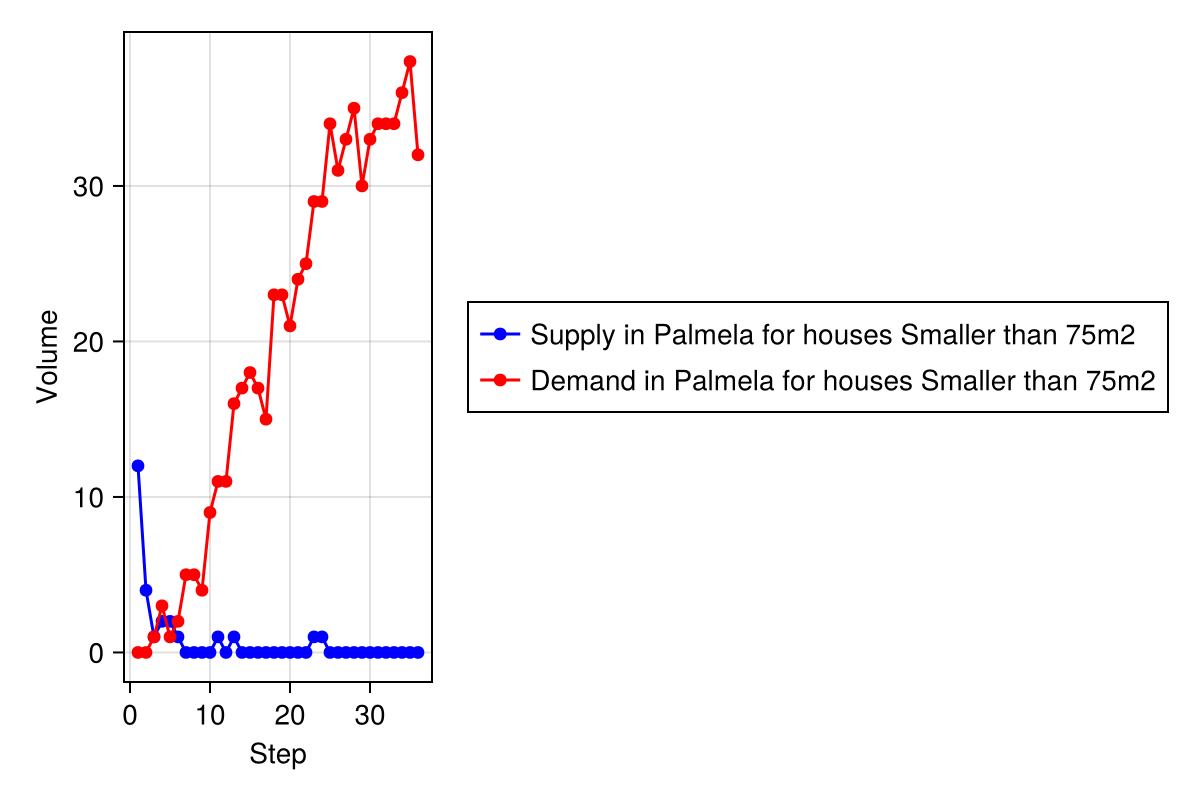 30
20
10
0
Volume
0 10 20 30
Step
Supply in Palmela for houses Smaller than 75m2
Demand in Palmela for houses Smaller than 75m2